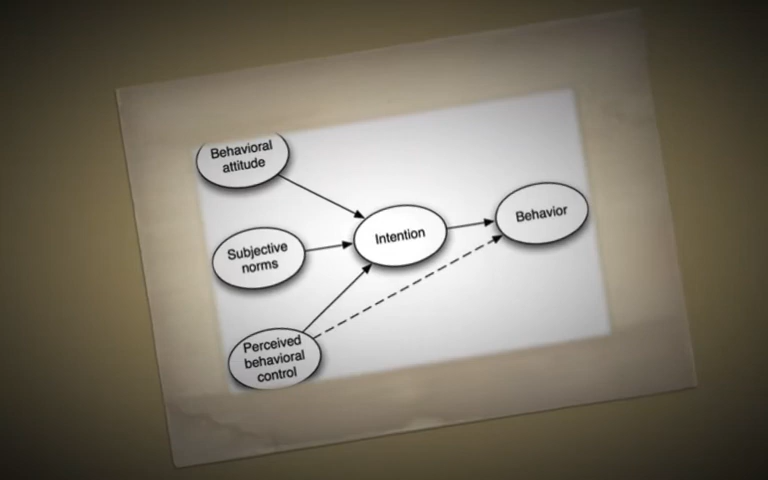 Behavioral
attitude
Subjective
norms
Perceived
behavioral
control
Intention
Behavior